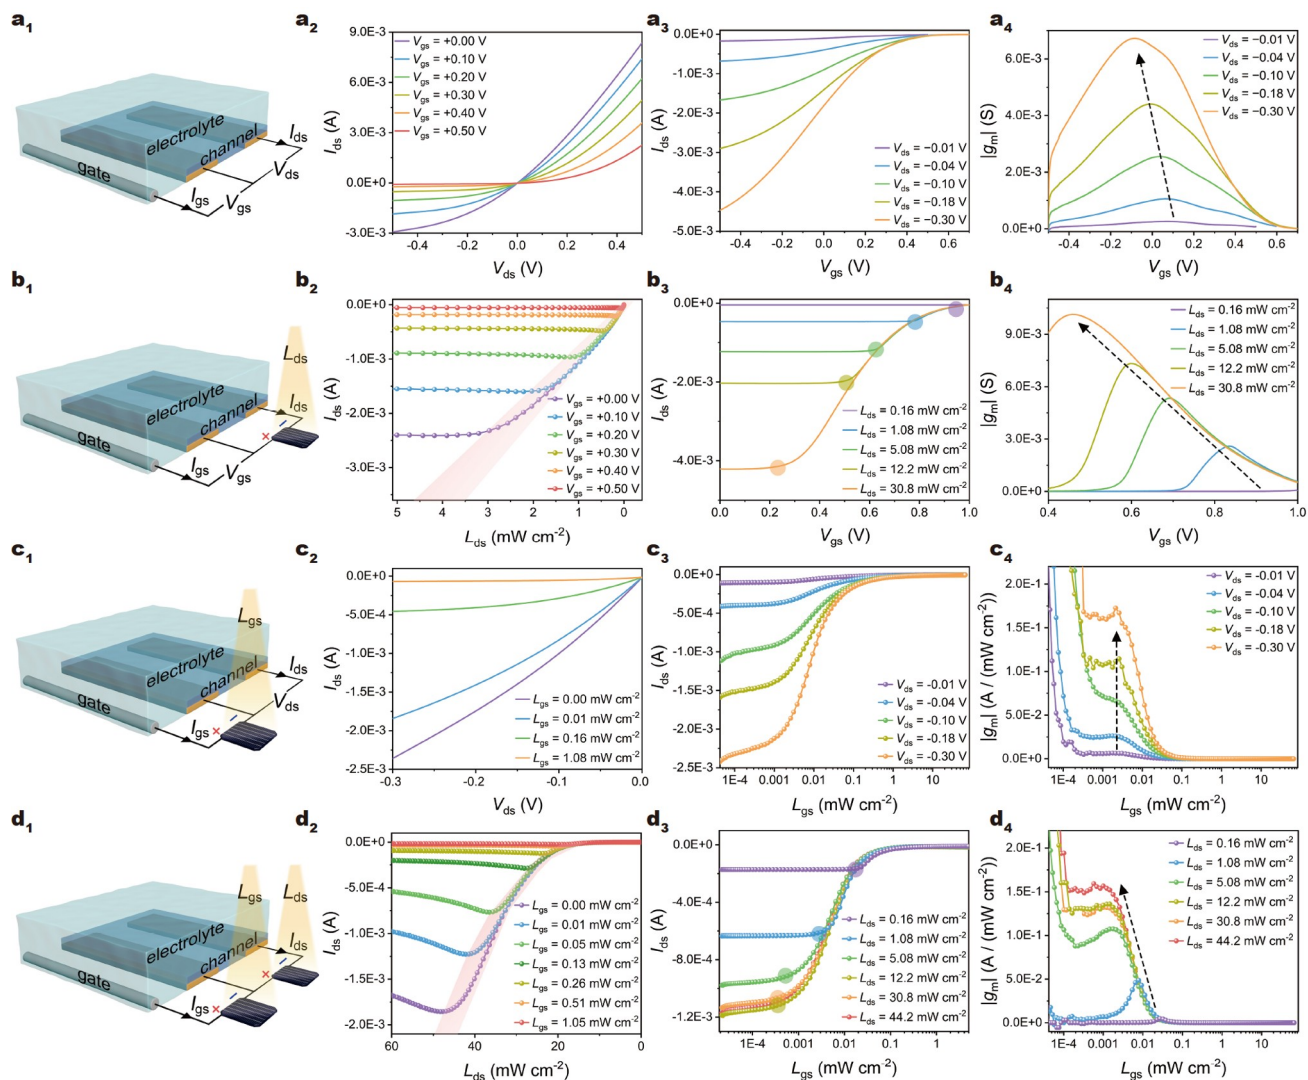 a1
electrolyte
channel
gate
Ids
Vds
Igs
Vgs
a2
9.0E-3
6.0E-3
3.0E-3
0.0E+0
-3.0E-3
Ids (A)
Vgs = +0.00 V
Vgs = +0.10 V
Vgs = +0.20 V
Vgs = +0.30 V
Vgs = +0.40 V
Vgs = +0.50 V
-0.4 -0.2 0.0 0.2 0.4
Vds (V)
a3
0.0E+0
-1.0E-3
-2.0E-3
-3.0E-3
-4.0E-3
-5.0E-3
Ids (A)
Vds = −0.01 V
Vds = −0.04 V
Vds = −0.10 V
Vds = −0.18 V
Vds = −0.30 V
-0.4 -0.2 0.0 0.2 0.4 0.6
Vgs (V)
a4
6.0E-3
4.0E-3
2.0E-3
0.0E+0
|gm| (S)
Vds = −0.01 V
Vds = −0.04 V
Vds = −0.10 V
Vds = −0.18 V
Vds = −0.30 V
-0.4 -0.2 0.0 0.2 0.4 0.6
Vgs (V)
b1
Lds
electrolyte
channel
gate
Ids
Igs
Vgs
b2
0.0E+0
-1.0E-3
-2.0E-3
-3.0E-3
Ids (A)
Vgs = +0.00 V
Vgs = +0.10 V
Vgs = +0.20 V
Vgs = +0.30 V
Vgs = +0.40 V
Vgs = +0.50 V
5 4 3 2 1 0
Lds (mW cm-2)
b3
0.0E+0
-2.0E-3
-4.0E-3
Ids (A)
Lds = 0.16 mW cm-2
Lds = 1.08 mW cm-2
Lds = 5.08 mW cm-2
Lds = 12.2 mW cm-2
Lds = 30.8 mW cm-2
0.0 0.2 0.4 0.6 0.8 1.0
Vgs (V)
b4
9.0E-3
6.0E-3
3.0E-3
0.0E+0
|gm| (S)
Lds = 0.16 mW cm-2
Lds = 1.08 mW cm-2
Lds = 5.08 mW cm-2
Lds = 12.2 mW cm-2
Lds = 30.8 mW cm-2
0.4 0.6 0.8 1.0
Vgs (V)
c1
Lgs
electrolyte
channel
gate
Ids
Vds
Igs
c2
0.0E+0
-5.0E-4
-1.0E-3
-1.5E-3
-2.0E-3
-2.5E-3
Ids (A)
Lgs = 0.00 mW cm-2
Lgs = 0.01 mW cm-2
Lgs = 0.16 mW cm-2
Lgs = 1.08 mW cm-2
-0.3 -0.2 -0.1 0.0
Vds (V)
c3
0.0E+0
-5.0E-4
-1.0E-3
-1.5E-3
-2.0E-3
-2.5E-3
Ids (A)
Vds = -0.01 V
Vds = -0.04 V
Vds = -0.10 V
Vds = -0.18 V
Vds = -0.30 V
1E-4 0.001 0.01 0.1 1 10
Lgs (mW cm-2)
c4
2.0E-1
1.5E-1
1.0E-1
5.0E-2
0.0E+0
|gm| (A / (mW cm-2))
Vds = -0.01 V
Vds = -0.04 V
Vds = -0.10 V
Vds = -0.18 V
Vds = -0.30 V
1E-4 0.001 0.01 0.1 1 10
Lgs (mW cm-2)
d1
Lgs
Lds
electrolyte
channel
gate
Ids
Igs
d2
0.0E+0
-5.0E-4
-1.0E-3
-1.5E-3
-2.0E-3
Ids (A)
Lgs = 0.00 mW cm-2
Lgs = 0.01 mW cm-2
Lgs = 0.05 mW cm-2
Lgs = 0.13 mW cm-2
Lgs = 0.26 mW cm-2
Lgs = 0.51 mW cm-2
Lgs = 1.05 mW cm-2
60 40 20 0
Lds (mW cm-2)
d3
0.0E+0
-4.0E-4
-8.0E-4
-1.2E-3
Ids (A)
Lds = 0.16 mW cm-2
Lds = 1.08 mW cm-2
Lds = 5.08 mW cm-2
Lds = 12.2 mW cm-2
Lds = 30.8 mW cm-2
Lds = 44.2 mW cm-2
1E-4 0.001 0.01 0.1 1
Lgs (mW cm-2)
d4
2.0E-1
1.5E-1
1.0E-1
5.0E-2
0.0E+0
|gm| (A / (mW cm-2))
Lds = 0.16 mW cm-2
Lds = 1.08 mW cm-2
Lds = 5.08 mW cm-2
Lds = 12.2 mW cm-2
Lds = 30.8 mW cm-2
Lds = 44.2 mW cm-2
1E-4 0.001 0.01 0.1 1 10
Lgs (mW cm-2)